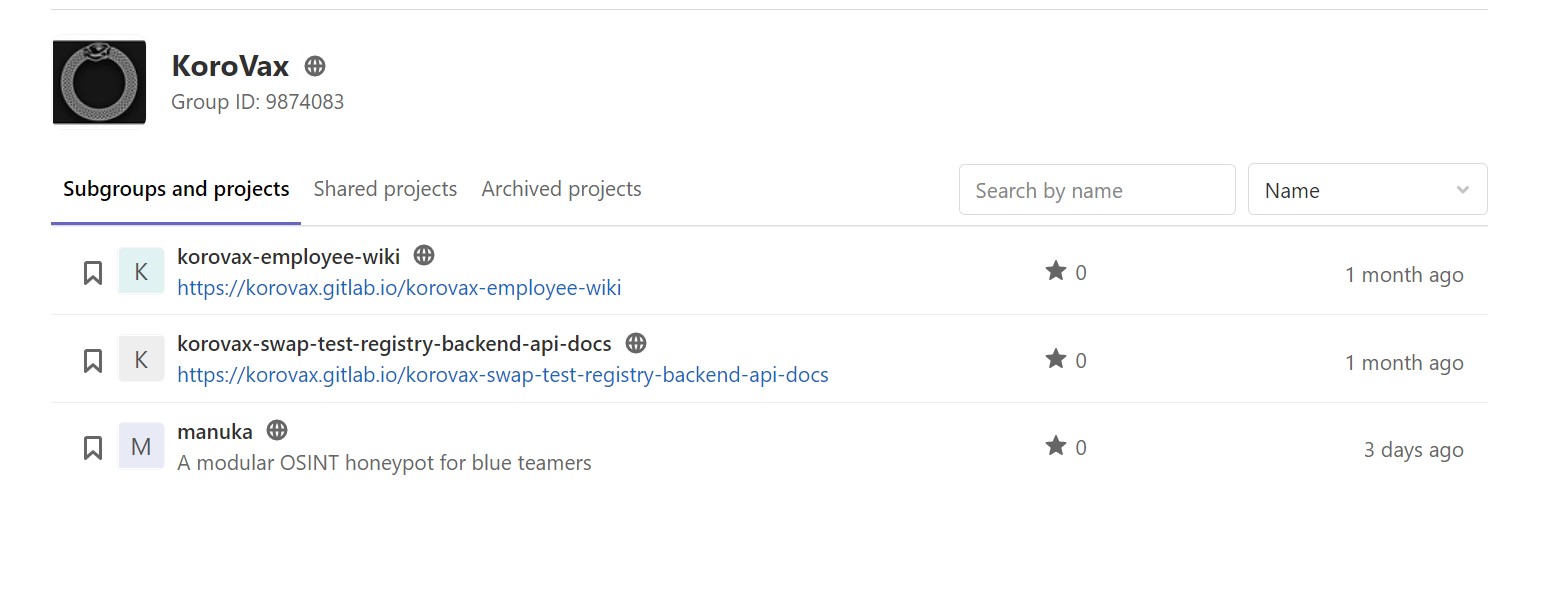 KoroVax
Group ID: 9874083
Subgroups and projects Shared projects Archived projects Search by name Name
K korovax-employee-wiki
https://korovax.gitlab.io/korovax-employee-wiki
0 1 month ago
K korovax-swap-test-registry-backend-api-docs
https://korovax.gitlab.io/korovax-swap-test-registry-backend-api-docs
0 1 month ago
M manuka
A modular OSINT honeypot for blue teamers
0 3 days ago